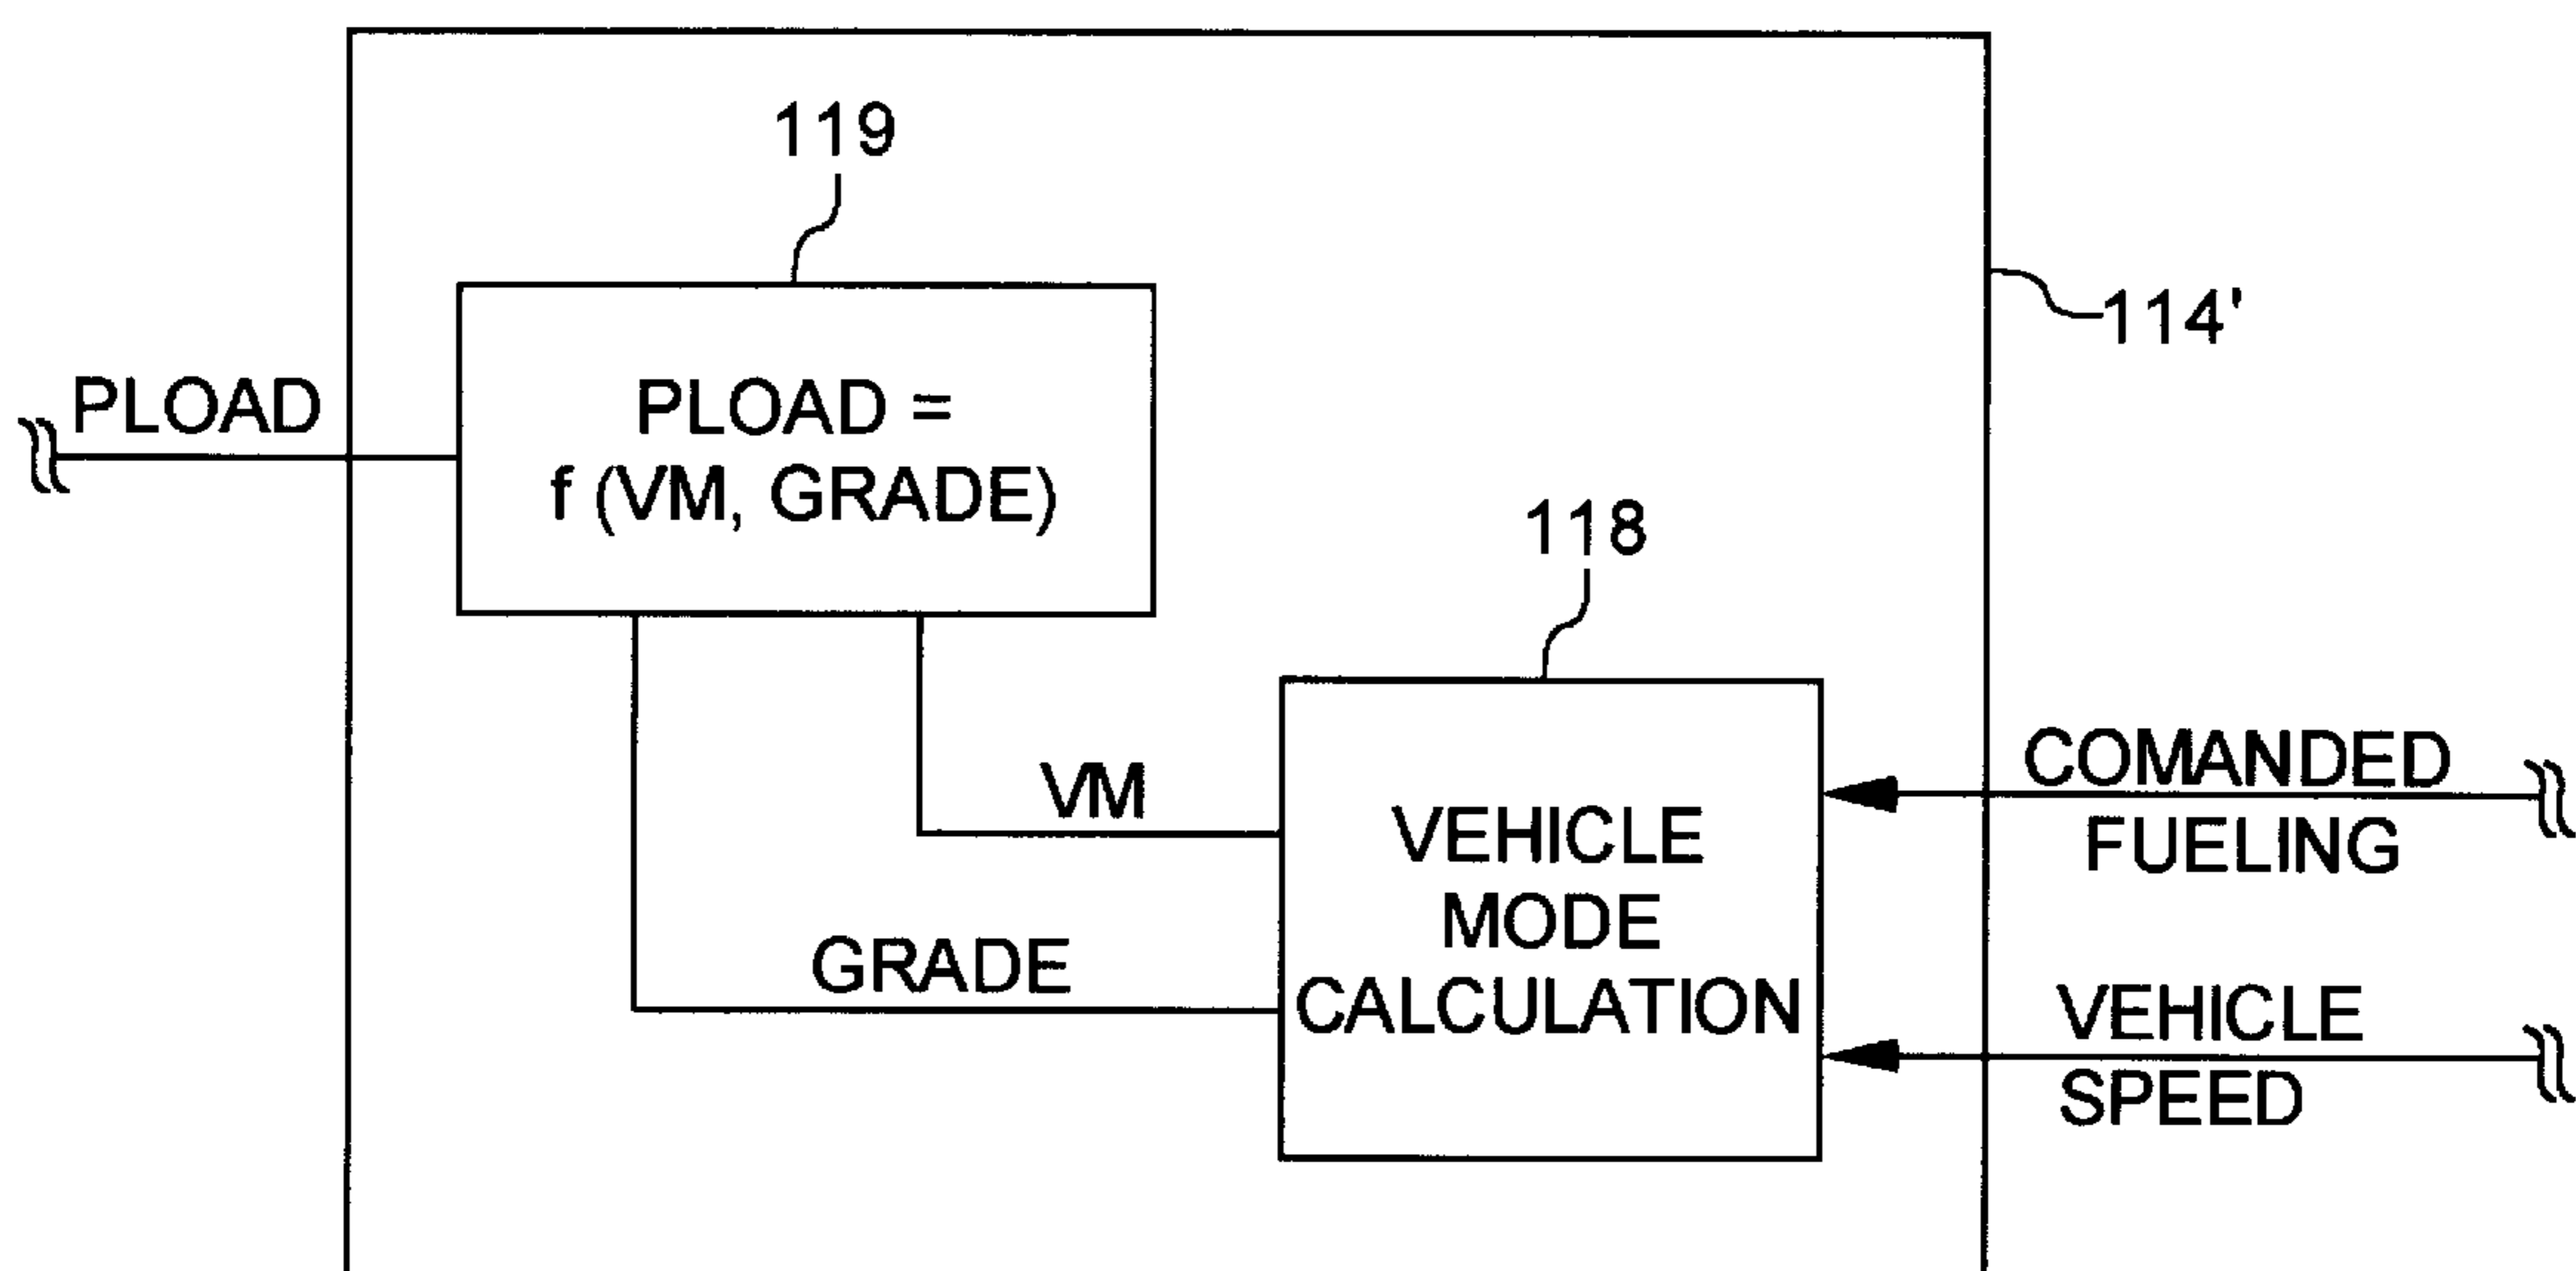 119
114'
PLOAD
PLOAD =
f (VM, GRADE)
118
VM
GRADE
VEHICLE
MODE
CALCULATION
COMANDED
FUELING
VEHICLE
SPEED